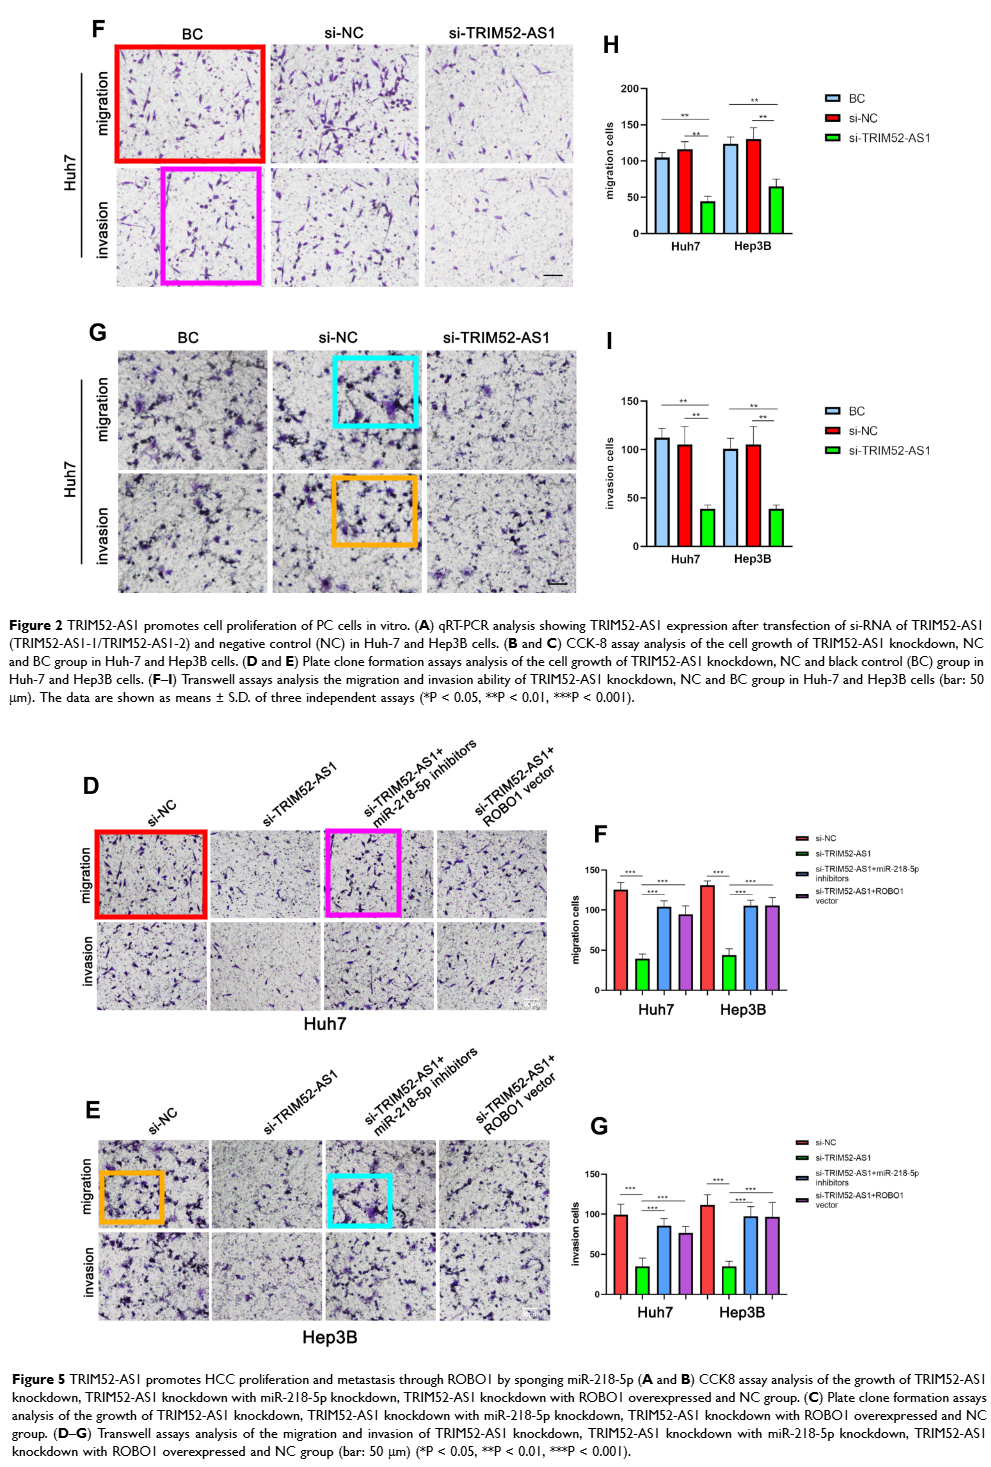 F
BC
si-NC
si-TRIM52-AS1
migration
invasion
Huh7
H
200
150
100
50
0
migration cells
**
**
**
**
Huh7
Hep3B
BC
si-NC
si-TRIM52-AS1
G
BC
si-NC
si-TRIM52-AS1
migration
invasion
Huh7
I
150
100
50
0
invasion cells
**
**
**
**
Huh7
Hep3B
BC
si-NC
si-TRIM52-AS1
Figure 2 TRIM52-AS1 promotes cell proliferation of PC cells in vitro. (A) qRT-PCR analysis showing TRIM52-AS1 expression after transfection of si-RNA of TRIM52-AS1
(TRIM52-AS1-1/TRIM52-AS1-2) and negative control (NC) in Huh-7 and Hep3B cells. (B and C) CCK-8 assay analysis of the cell growth of TRIM52-AS1 knockdown, NC
and BC group in Huh-7 and Hep3B cells. (D and E) Plate clone formation assays analysis of the cell growth of TRIM52-AS1 knockdown, NC and black control (BC) group in
Huh-7 and Hep3B cells. (F–I) Transwell assays analysis the migration and invasion ability of TRIM52-AS1 knockdown, NC and BC group in Huh-7 and Hep3B cells (bar: 50
μm). The data are shown as means ± S.D. of three independent assays (*P < 0.05, **P < 0.01, ***P < 0.001).
D
si-NC
si-TRIM52-AS1
si-TRIM52-AS1+
miR-218-5p inhibitors
si-TRIM52-AS1+
ROBO1 vector
migration
invasion
Huh7
F
150
100
50
0
migration cells
***
***
***
***
***
***
Huh7
Hep3B
si-NC
si-TRIM52-AS1
si-TRIM52-AS1+miR-218-5p
inhibitors
si-TRIM52-AS1+ROBO1
vector
E
si-NC
si-TRIM52-AS1
si-TRIM52-AS1+
miR-218-5p inhibitors
si-TRIM52-AS1+
ROBO1 vector
migration
invasion
Hep3B
G
150
100
50
0
invasion cells
***
***
***
***
***
***
Huh7
Hep3B
si-NC
si-TRIM52-AS1
si-TRIM52-AS1+miR-218-5p
inhibitors
si-TRIM52-AS1+ROBO1
vector
Figure 5 TRIM52-AS1 promotes HCC proliferation and metastasis through ROBO1 by sponging miR-218-5p (A and B) CCK8 assay analysis of the growth of TRIM52-AS1
knockdown, TRIM52-AS1 knockdown with miR-218-5p knockdown, TRIM52-AS1 knockdown with ROBO1 overexpressed and NC group. (C) Plate clone formation assays
analysis of the growth of TRIM52-AS1 knockdown, TRIM52-AS1 knockdown with miR-218-5p knockdown, TRIM52-AS1 knockdown with ROBO1 overexpressed and NC
group. (D–G) Transwell assays analysis of the migration and invasion of TRIM52-AS1 knockdown, TRIM52-AS1 knockdown with miR-218-5p knockdown, TRIM52-AS1
knockdown with ROBO1 overexpressed and NC group (bar: 50 μm) (*P < 0.05, **P < 0.01, ***P < 0.001).